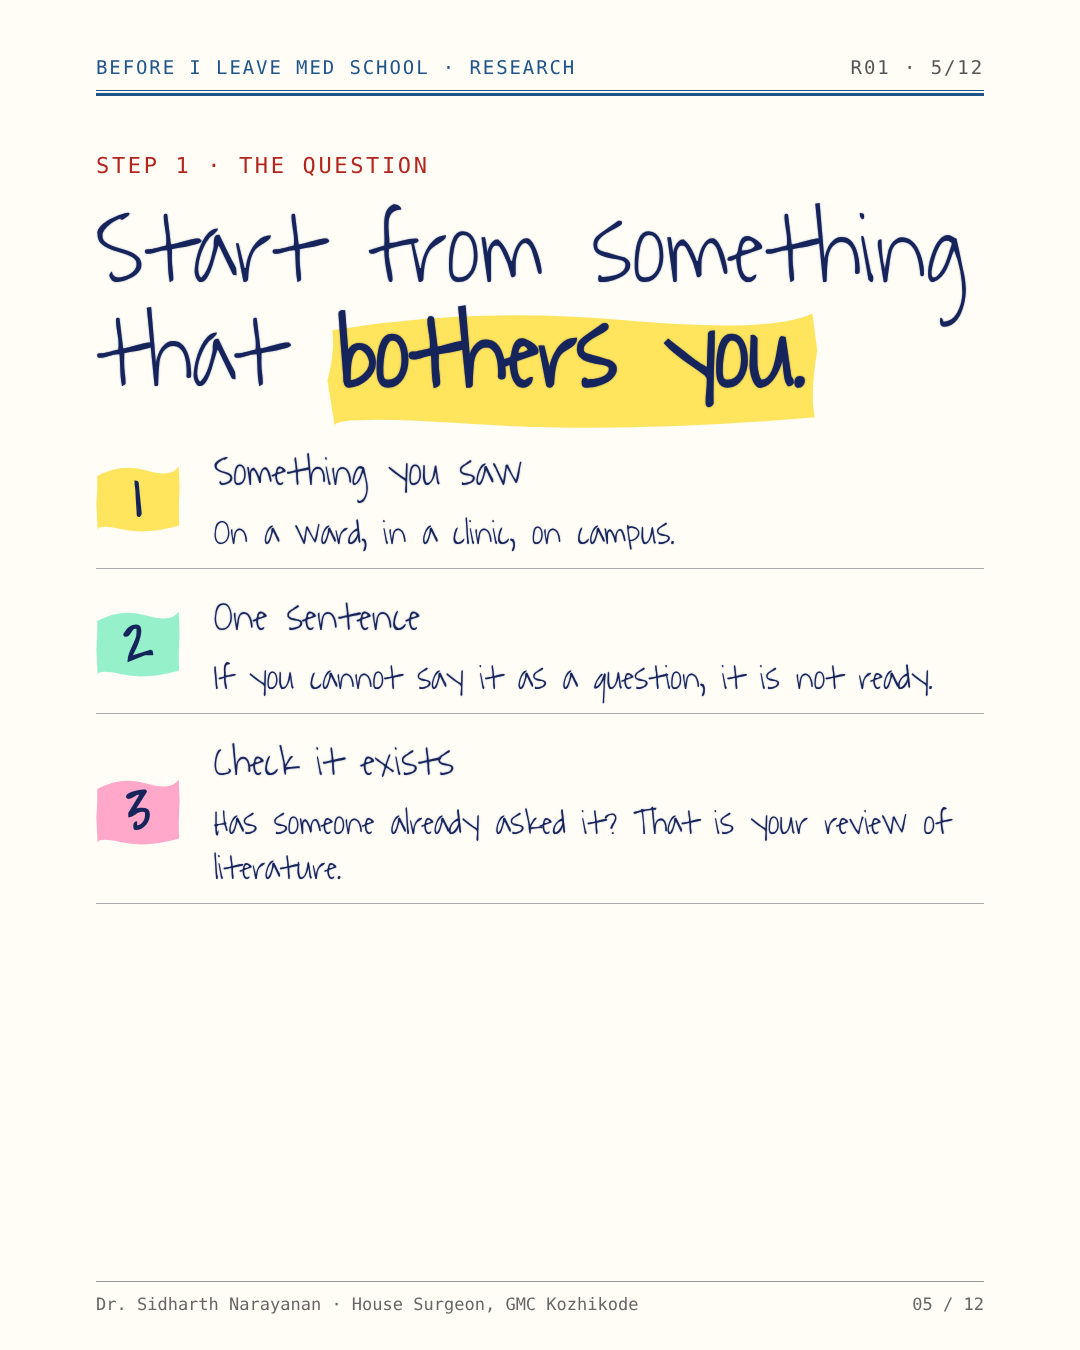 BEFORE I LEAVE MED SCHOOL · RESEARCH
R01 · 5/12
STEP 1 · THE QUESTION
Start from something
that bothers you.
1
Something you saw
On a ward, in a clinic, on campus.
2
One sentence
If you cannot say it as a question, it is not ready.
3
Check it exists
Has someone already asked it? That is your review of
literature.
Dr. Sidharth Narayanan · House Surgeon, GMC Kozhikode
05 / 12